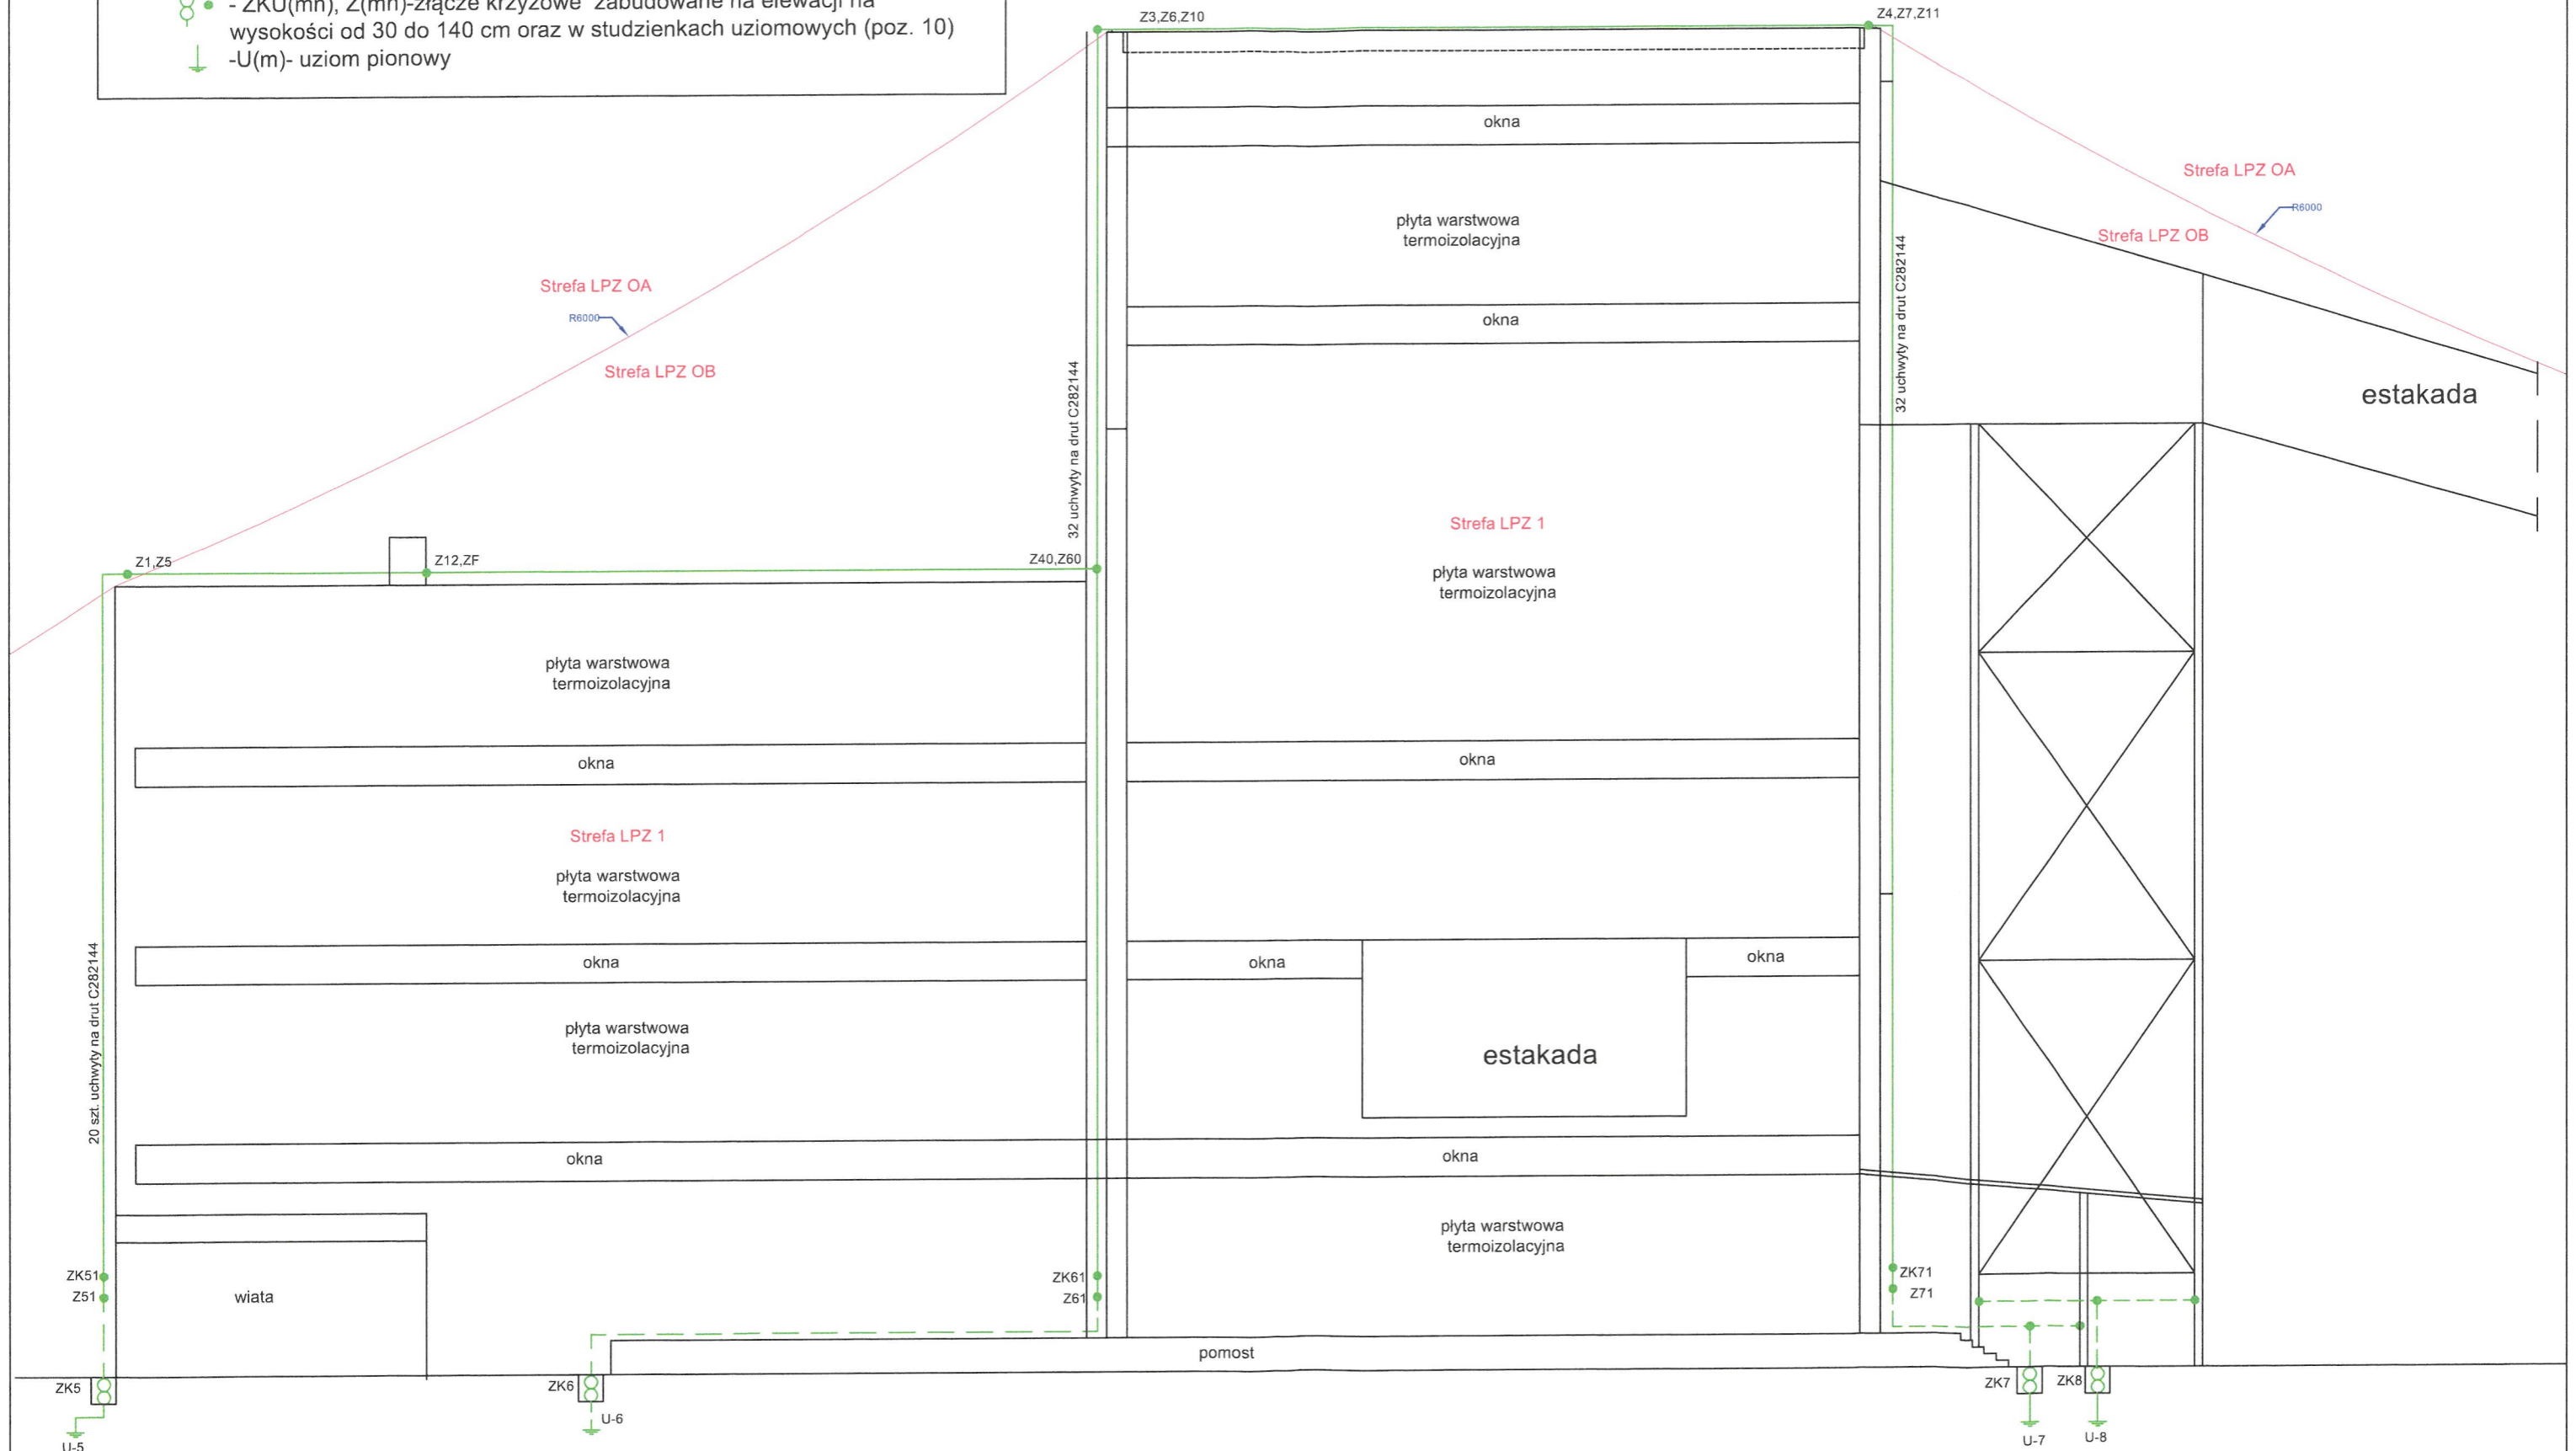 - ZKU(mn), Z(mn)-złącze krzyżowe zabudowane na elewacji na
wysokości od 30 do 140 cm oraz w studzienkach uziomowych (poz. 10)
-U(m)- uziom pionowy
Z3,Z6,Z10
Z4,Z7,Z11
okna
Strefa LPZ OA
R6000
płyta warstwowa
termoizolacyjna
Strefa LPZ OB
Strefa LPZ OA
R6000
okna
32 uchwyty na drut C282144
Strefa LPZ OB
32 uchwyty na drut C282144
estakada
Strefa LPZ 1
Z1,Z5
Z12,ZF
Z40,Z60
płyta warstwowa
termoizolacyjna
płyta warstwowa
termoizolacyjna
okna
okna
Strefa LPZ 1
płyta warstwowa
termoizolacyjna
okna
okna
okna
20 szt. uchwyty na drut C282144
płyta warstwowa
termoizolacyjna
estakada
okna
okna
płyta warstwowa
termoizolacyjna
ZK51
Z51
wiata
ZK61
Z61
ZK71
Z71
pomost
ZK5
ZK6
ZK7
ZK8
U-5
U-6
U-7
U-8